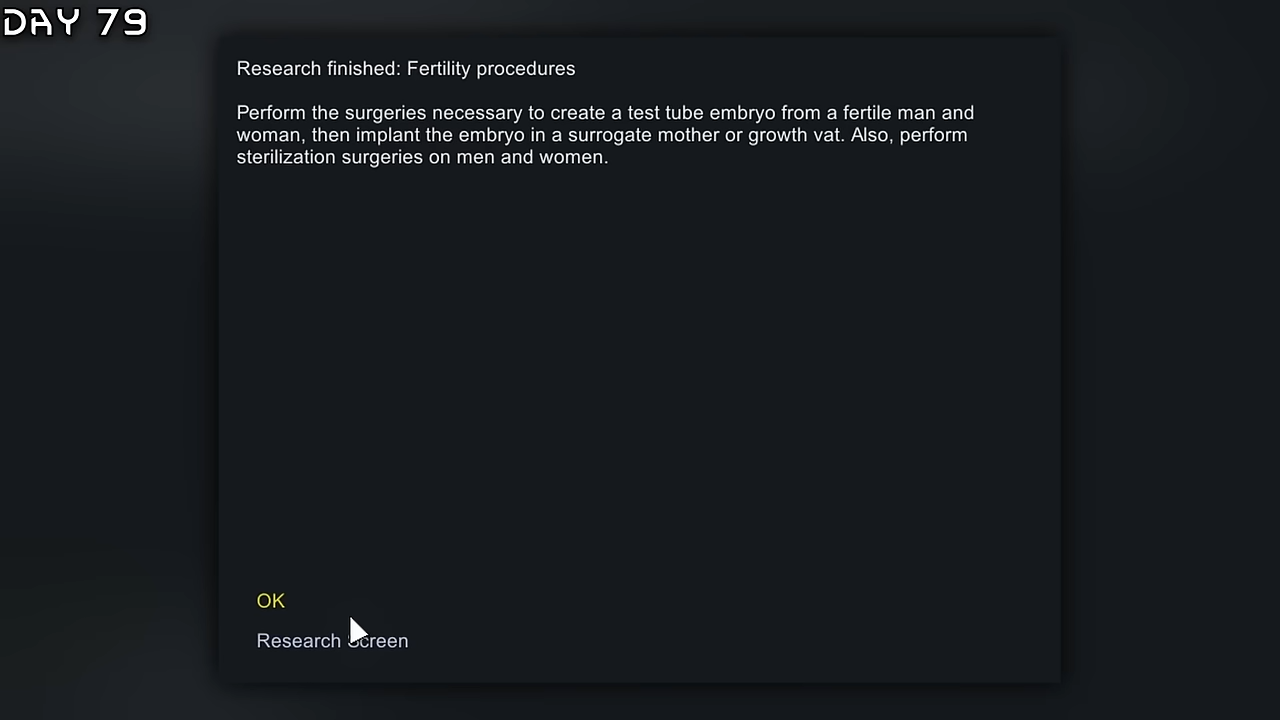 DAY 79
Research finished: Fertility procedures
Perform the surgeries necessary to create a test tube embryo from a fertile man and
woman, then implant the embryo in a surrogate mother or growth vat. Also, perform
sterilization surgeries on men and women.
OK
Research Screen